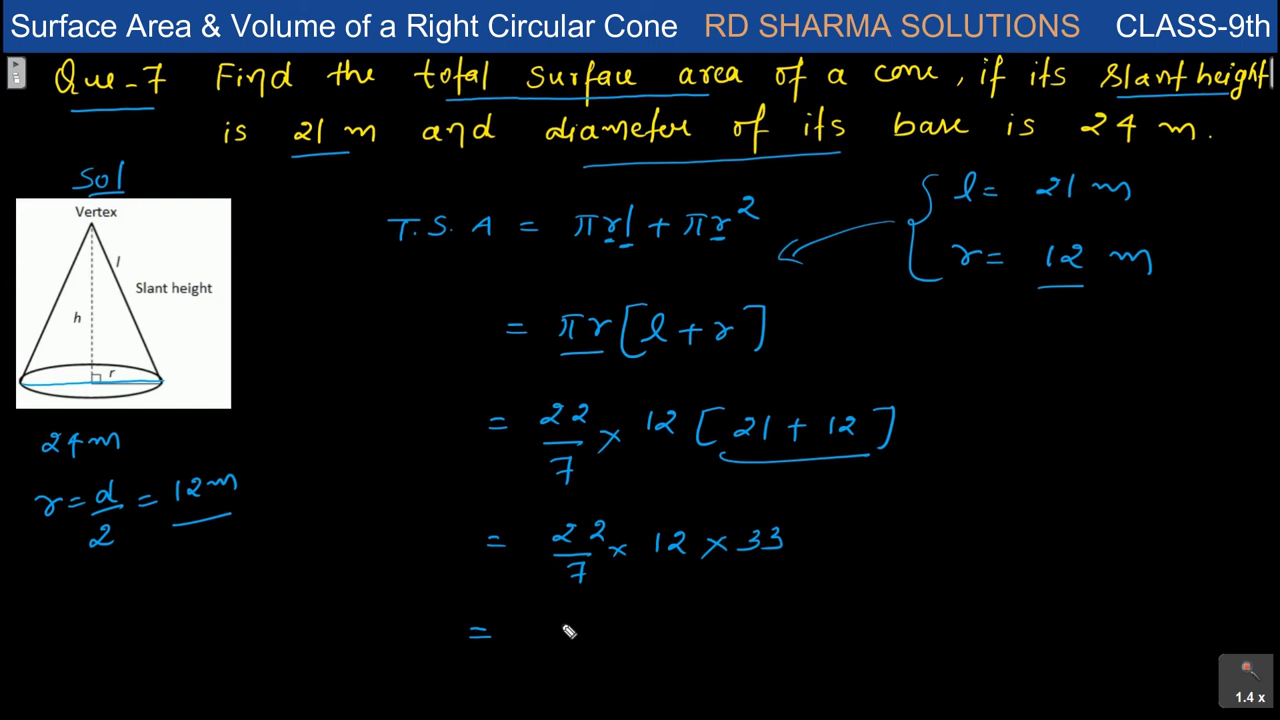 Surface Area & Volume of a Right Circular Cone RD SHARMA SOLUTIONS CLASS-9th
Que-7 Find the total surface area of a cone, if its slant height
is 21 m and diameter of its base is 24 m.
Sol
Vertex
l
Slant height
h
r
24m
r = d/2 = 12m
T.S.A = πrl + πr²
l = 21 m
r = 12 m
= πr [l + r]
= 22/7 × 12 [21 + 12]
= 22/7 × 12 × 33
=
1.4 x